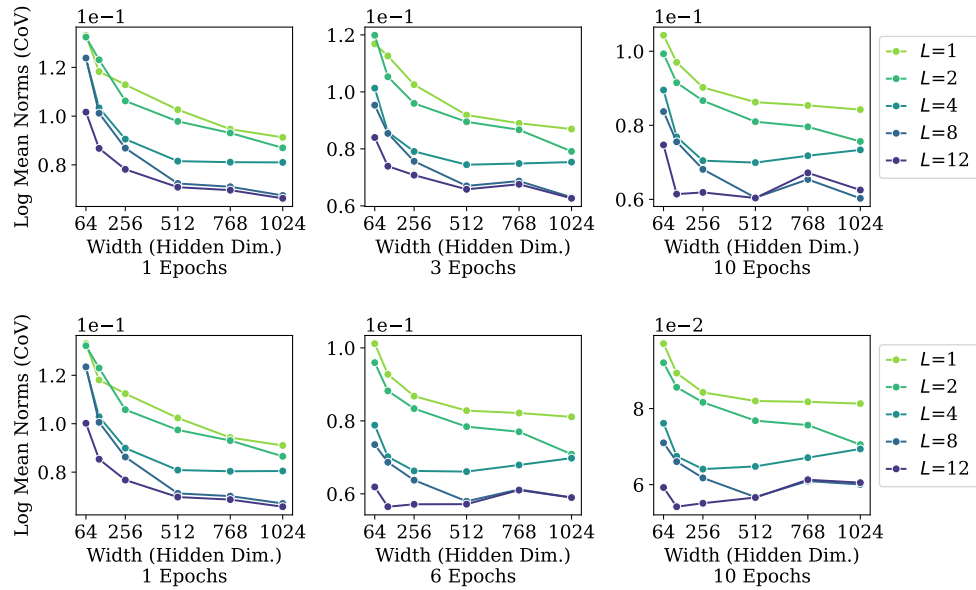 1e−1
1e−1
1e−1
Log Mean Norms (CoV)
1.2
1.0
0.8
1.2
1.0
0.8
0.6
1.0
0.8
0.6
L=1
L=2
L=4
L=8
L=12
64 256 512 768 1024
64 256 512 768 1024
64 256 512 768 1024
Width (Hidden Dim.)
1 Epochs
Width (Hidden Dim.)
3 Epochs
Width (Hidden Dim.)
10 Epochs
1e−1
1e−1
1e−2
Log Mean Norms (CoV)
1.2
1.0
0.8
1.0
0.8
0.6
8
6
L=1
L=2
L=4
L=8
L=12
64 256 512 768 1024
64 256 512 768 1024
64 256 512 768 1024
Width (Hidden Dim.)
1 Epochs
Width (Hidden Dim.)
6 Epochs
Width (Hidden Dim.)
10 Epochs